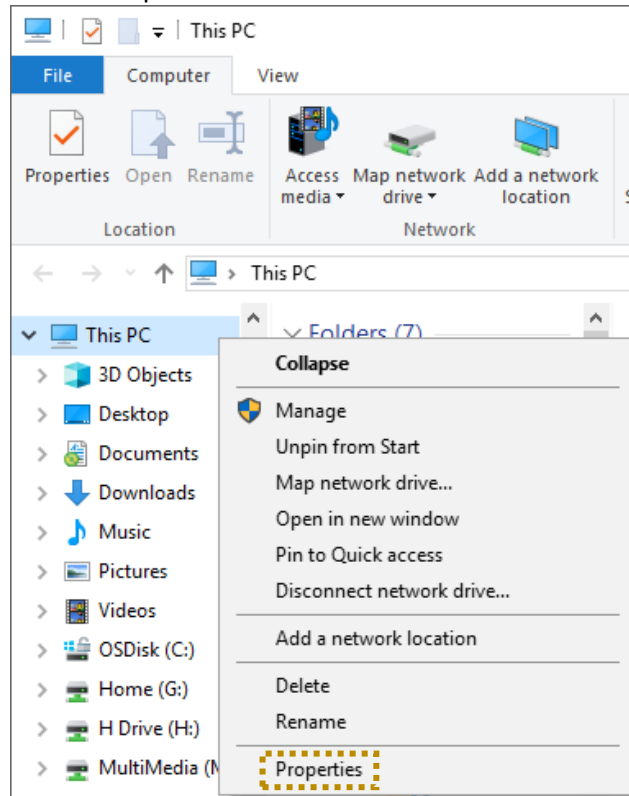 This PC
File Computer View
Properties Open Rename Access media Map network drive Add a network location
Location Network
This PC
This PC
Folders (7)
3D Objects
Desktop
Documents
Downloads
Music
Pictures
Videos
OSDisk (C:)
Home (G:)
H Drive (H:)
MultiMedia
Collapse
Manage
Unpin from Start
Map network drive...
Open in new window
Pin to Quick access
Disconnect network drive...
Add a network location
Delete
Rename
Properties